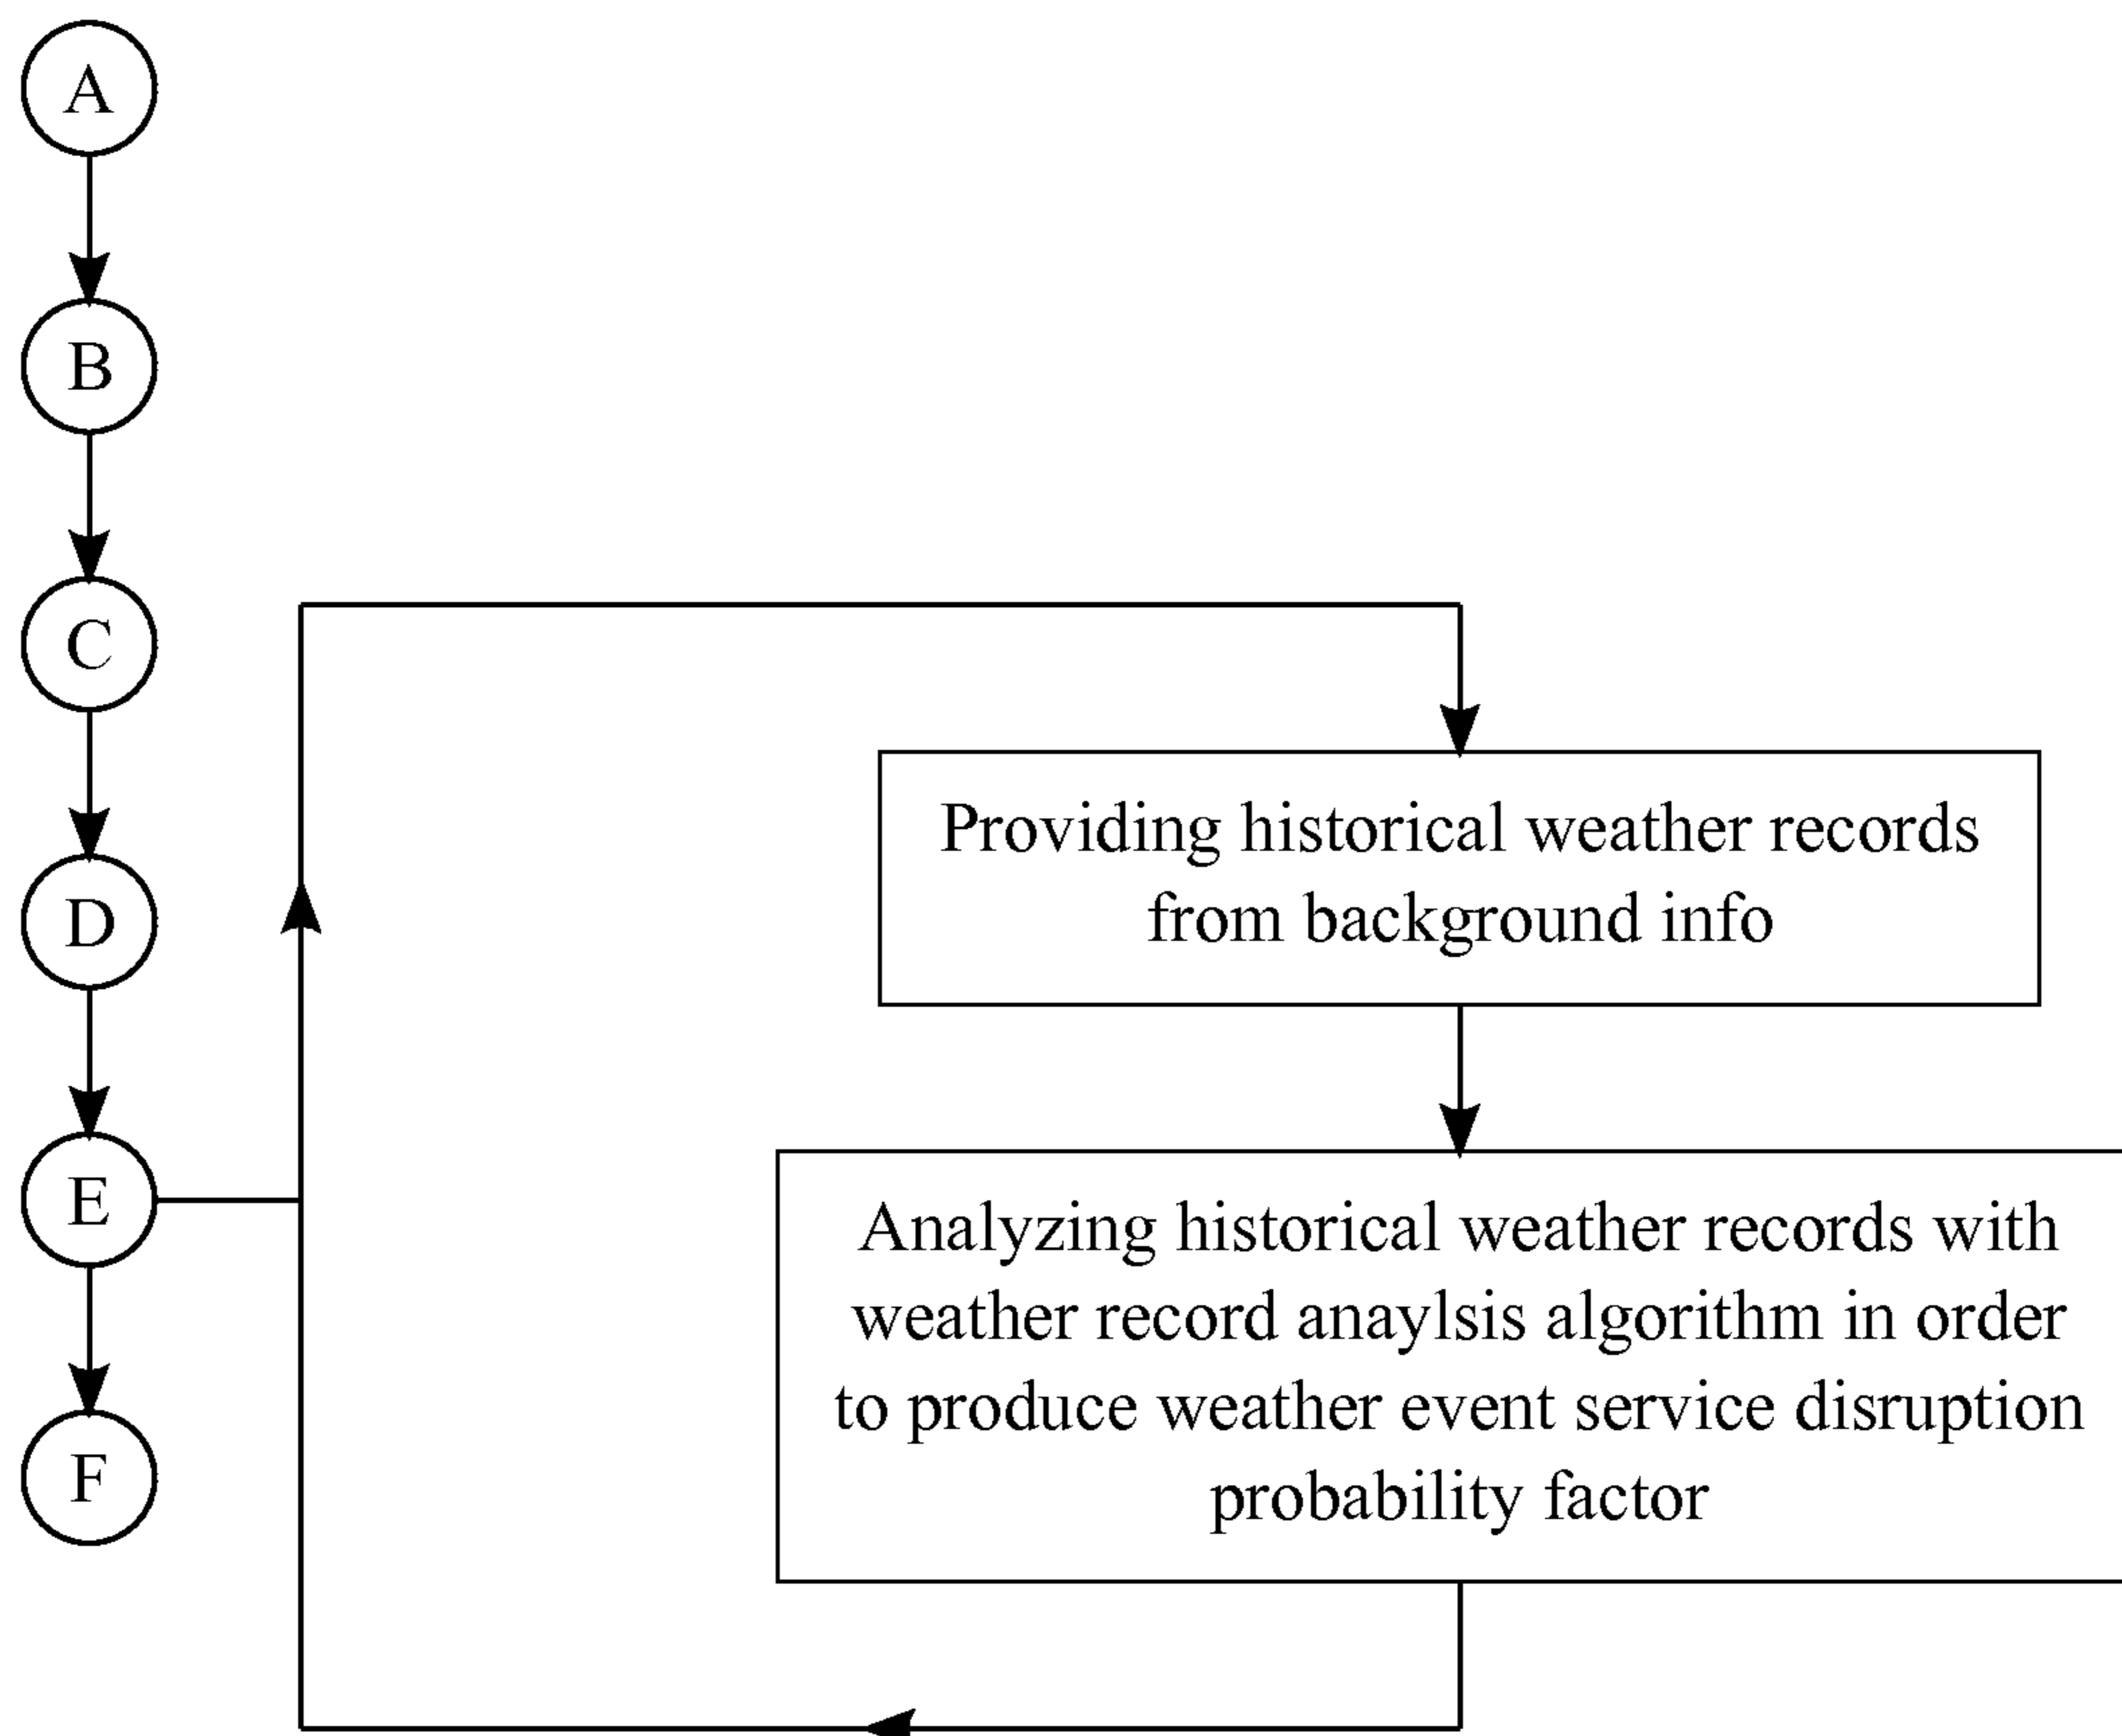 A
B
C
D
E
F
Providing historical weather records
from background info
Analyzing historical weather records with
weather record anaylsis algorithm in order
to produce weather event service disruption
probability factor